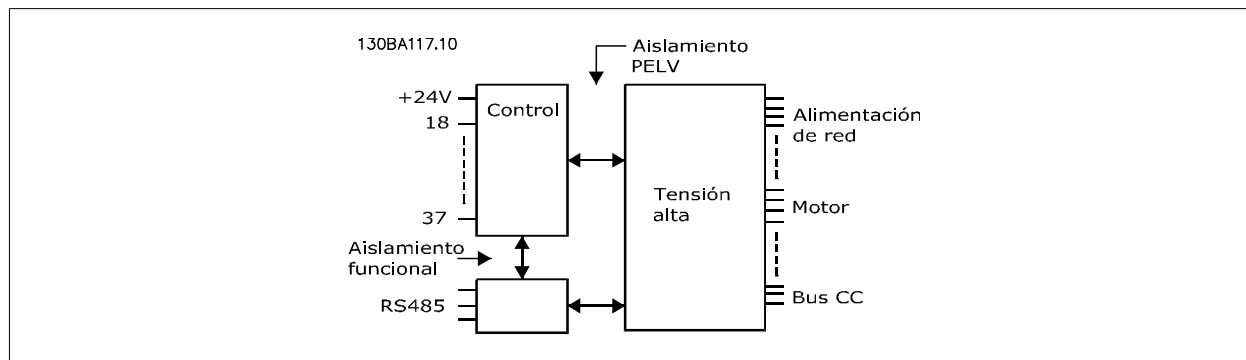 130BA117.10
Aislamiento
PELV
+24V
Control
18
37
Tensión
alta
Alimentación
de red
Motor
Bus CC
Aislamiento
funcional
RS485